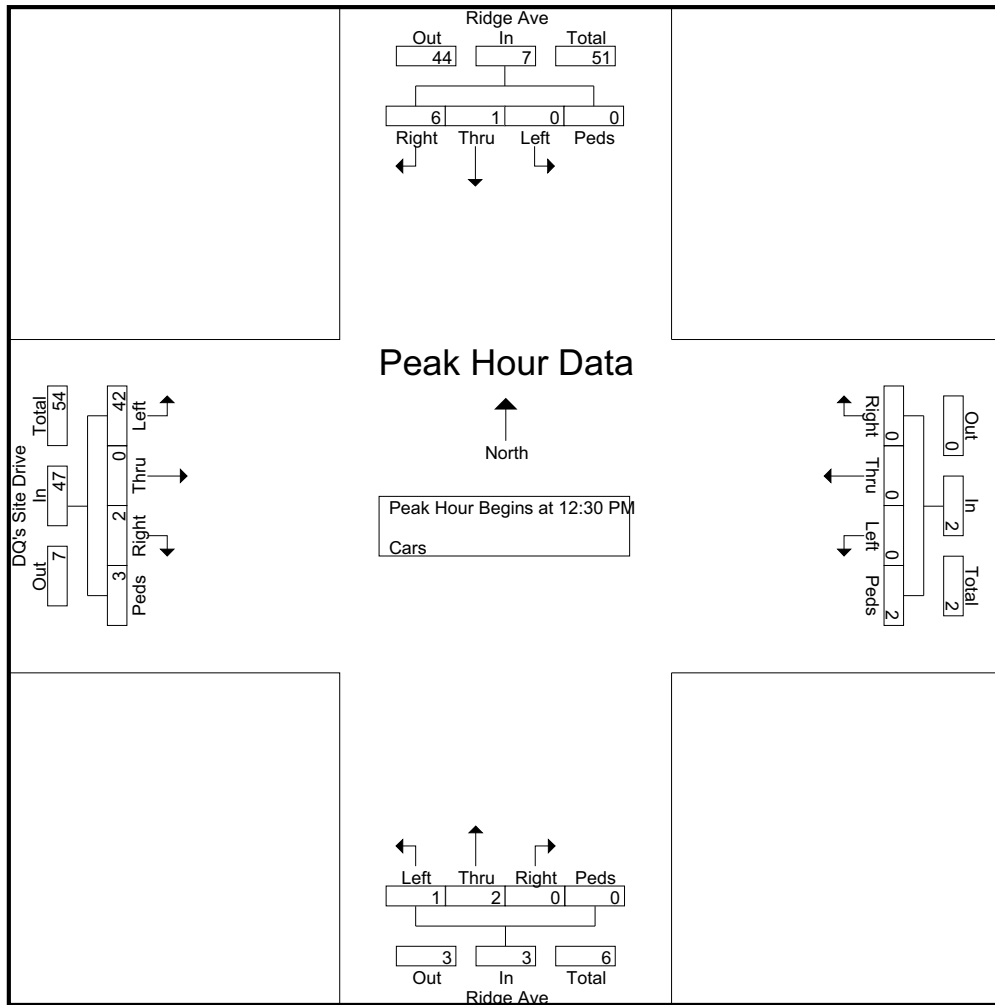 Ridge Ave
Out In Total
44 7 51
6 1 0 0
Right Thru Left Peds
Peak Hour Data
North
Peak Hour Begins at 12:30 PM
Cars
DQ's Site Drive
Out In Total
7 47 54
3 2 0 42
Peds Right Thru Left
Out In Total
0 2 2
0 0 0 2
Right Thru Left Peds
Left Thru Right Peds
1 2 0 0
3 3 6
Out In Total
Ridge Ave